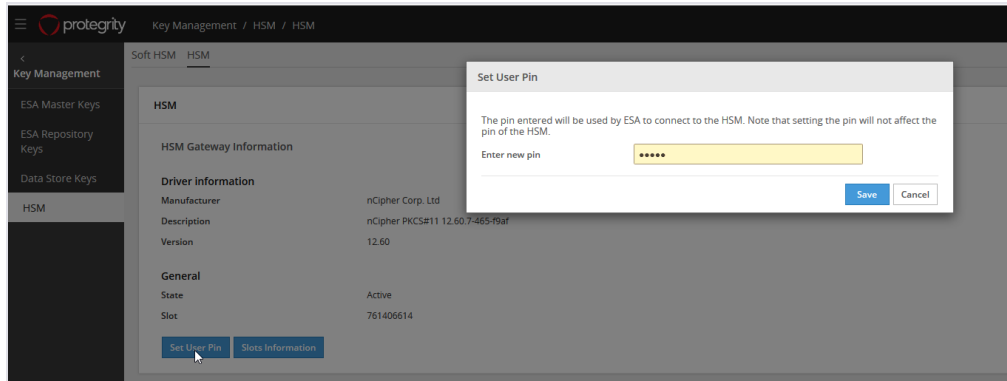 protegrity
Key Management / HSM / HSM
Key Management
ESA Master Keys
ESA Repository
Keys
Data Store Keys
HSM
Soft HSM HSM
HSM
HSM Gateway Information
Driver information
Manufacturer nCipher Corp. Ltd
Description nCipher PKCS#11 12.60.7-465-f9af
Version 12.60
General
State Active
Slot 761406614
Set User Pin Slots Information
Set User Pin
The pin entered will be used by ESA to connect to the HSM. Note that setting the pin will not affect the
pin of the HSM.
Enter new pin •••••
Save Cancel